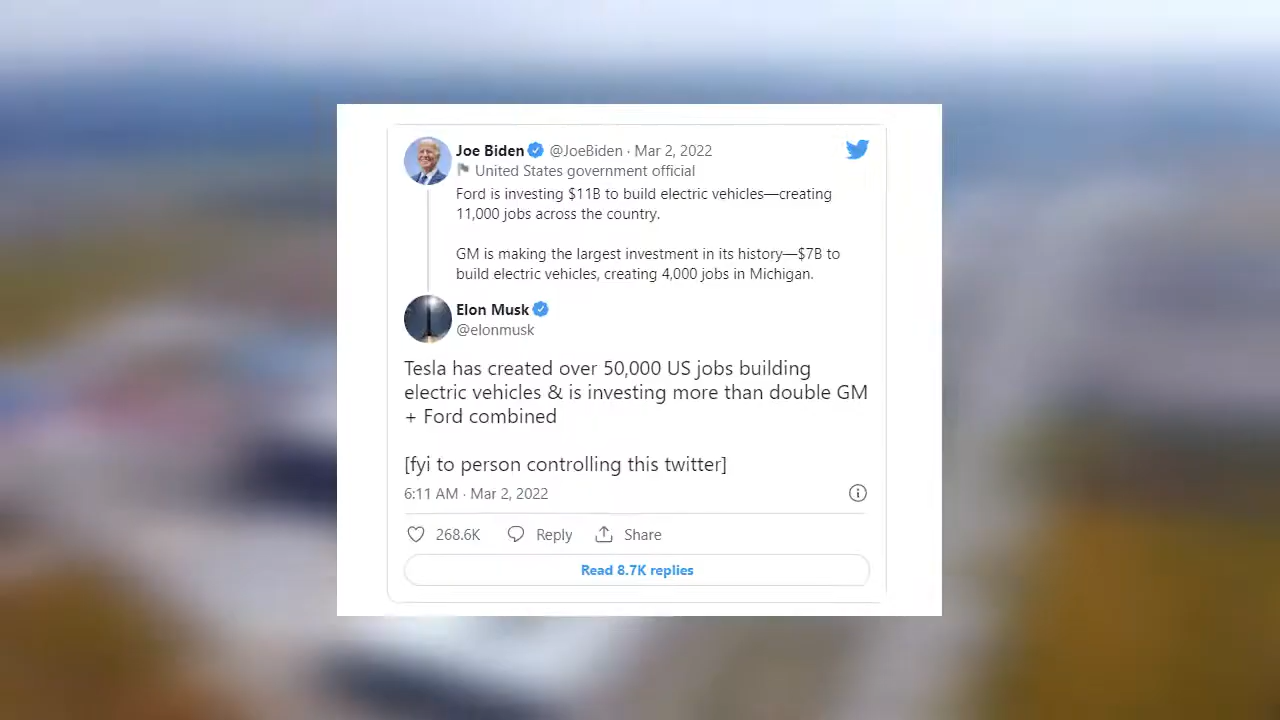 Joe Biden @JoeBiden · Mar 2, 2022
United States government official
Ford is investing $11B to build electric vehicles—creating
11,000 jobs across the country.
GM is making the largest investment in its history—$7B to
build electric vehicles, creating 4,000 jobs in Michigan.
Elon Musk
@elonmusk
Tesla has created over 50,000 US jobs building
electric vehicles & is investing more than double GM
+ Ford combined
[fyi to person controlling this twitter]
6:11 AM · Mar 2, 2022
268.6K Reply Share
Read 8.7K replies